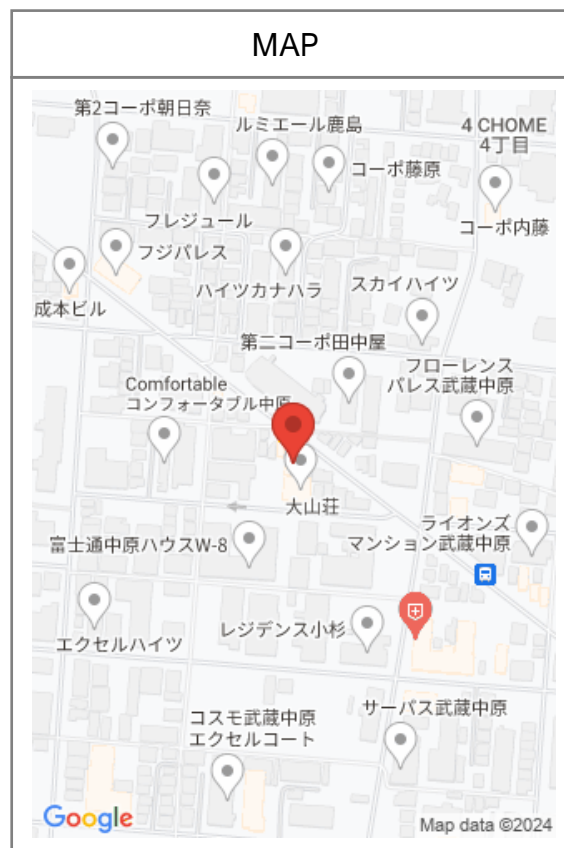 MAP
第2コーポ朝日奈
ルミエール鹿島
4 CHOME
4丁目
コーポ藤原
フレジュール
コーポ内藤
フジパレス
ハイツカナハラ
スカイハイツ
成本ビル
第二コーポ田中屋
フローレンス
パレス武蔵中原
Comfortable
コンフォータブル中原
大山荘
ライオンズ
マンション武蔵中原
富士通中原ハウスW-8
レジデンス小杉
エクセルハイツ
サーパス武蔵中原
コスモ武蔵中原
エクセルコート
Google
Map data ©2024